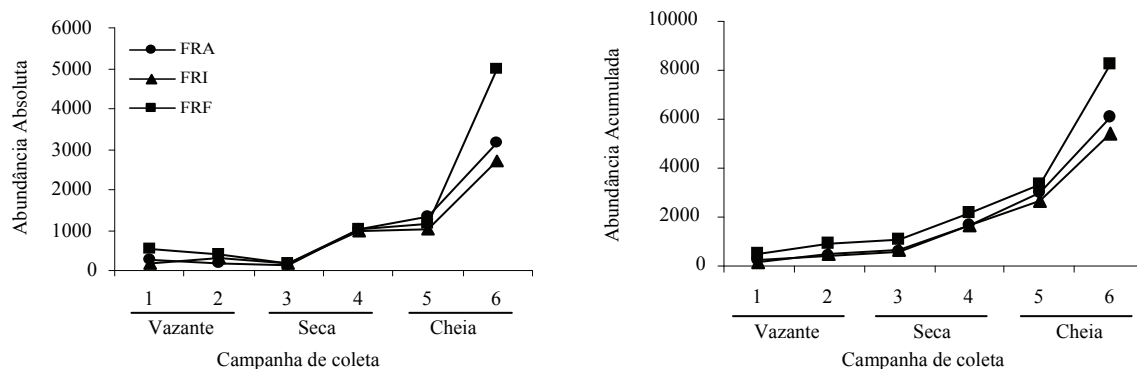 Abundância Absoluta
6000
5000
4000
3000
2000
1000
0
FRA
FRI
FRF
1 2 3 4 5 6
Vazante Seca Cheia
Campanha de coleta
Abundância Acumulada
10000
8000
6000
4000
2000
0
1 2 3 4 5 6
Vazante Seca Cheia
Campanha de coleta